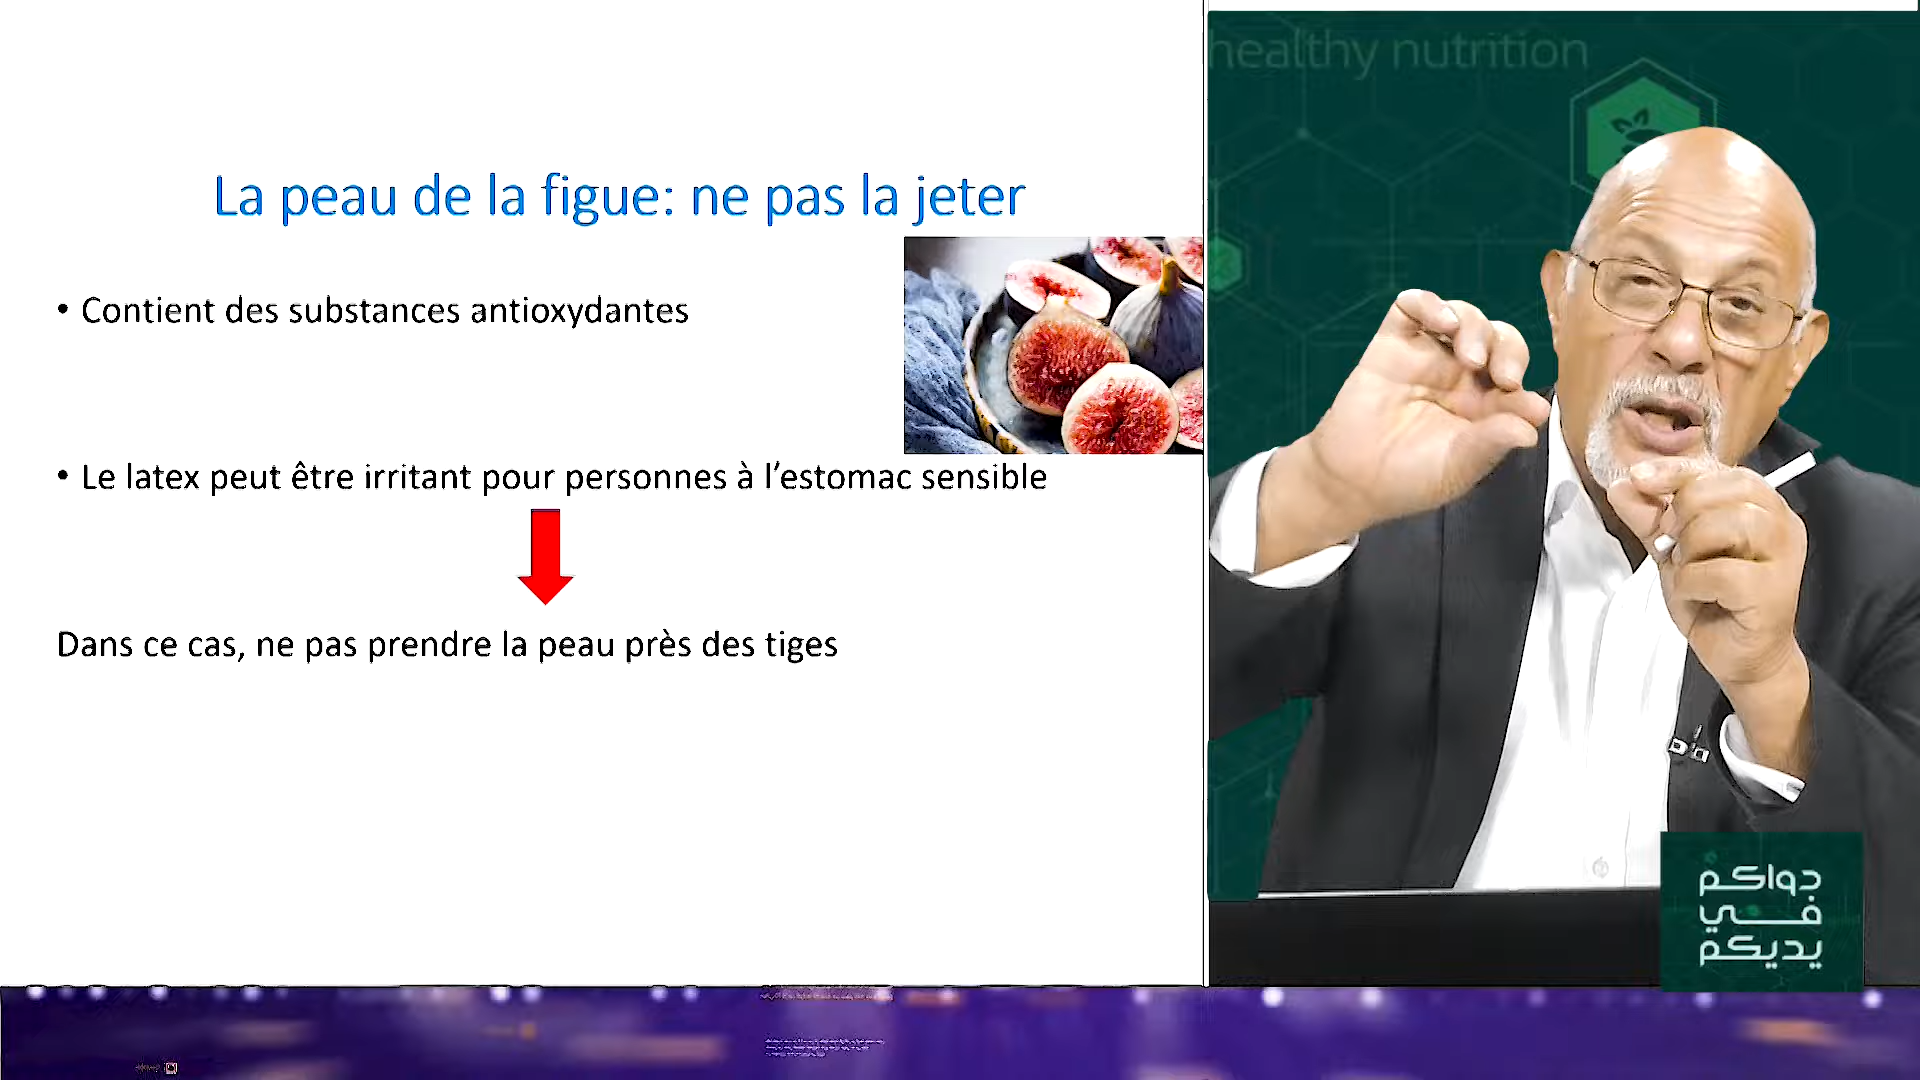 La peau de la figue: ne pas la jeter
• Contient des substances antioxydantes
• Le latex peut être irritant pour personnes à l’estomac sensible
Dans ce cas, ne pas prendre la peau près des tiges
healthy nutrition
دواكم
في
يديكم